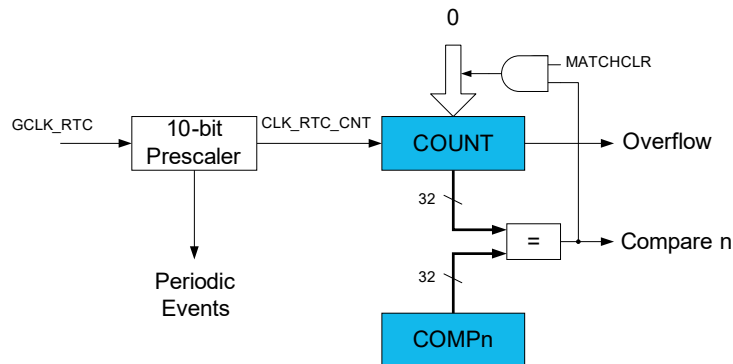 0
MATCHCLR
GCLK_RTC
10-bit
Prescaler
CLK_RTC_CNT
COUNT
Overflow
32
=
Compare n
Periodic
Events
32
COMPn